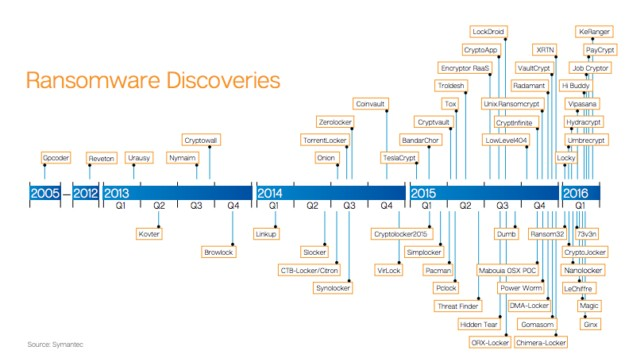 LockDroid
KeRanger
CryptoApp
XRTN
PayCrypt
Encryptor RaaS
VaultCrypt
Job Cryptor
Ransomware Discoveries
Troldesh
Radamant
Hi Buddy
Coinvault
Tox
Unix.Ransomcrypt
Vipasana
Zerolocker
Cryptvault
CryptInfinite
Hydracrypt
Cryptowall
TorrentLocker
BandarChor
LowLevel404
Umbrecrypt
Gpcoder
Reveton
Urausy
Nymaim
Onion
TeslaCrypt
Locky
2005
2012
2013
2014
2015
2016
Q1 Q2 Q3 Q4 Q1 Q2 Q3 Q4 Q1 Q2 Q3 Q4 Q1
Kovter
Linkup
Cryptolocker2015
Dumb
Ransom32
73v3n
Browlock
Slocker
Simplocker
CryptoJocker
CTB-Locker/Citron
VirLock
Pacman
Mabouia OSX POC
Nanolocker
Synolocker
Pclock
Power Worm
LeChiffre
Threat Finder
DMA-Locker
Magic
Hidden Tear
Gomasom
Ginx
ORX-Locker
Chimera-Locker
Source: Symantec